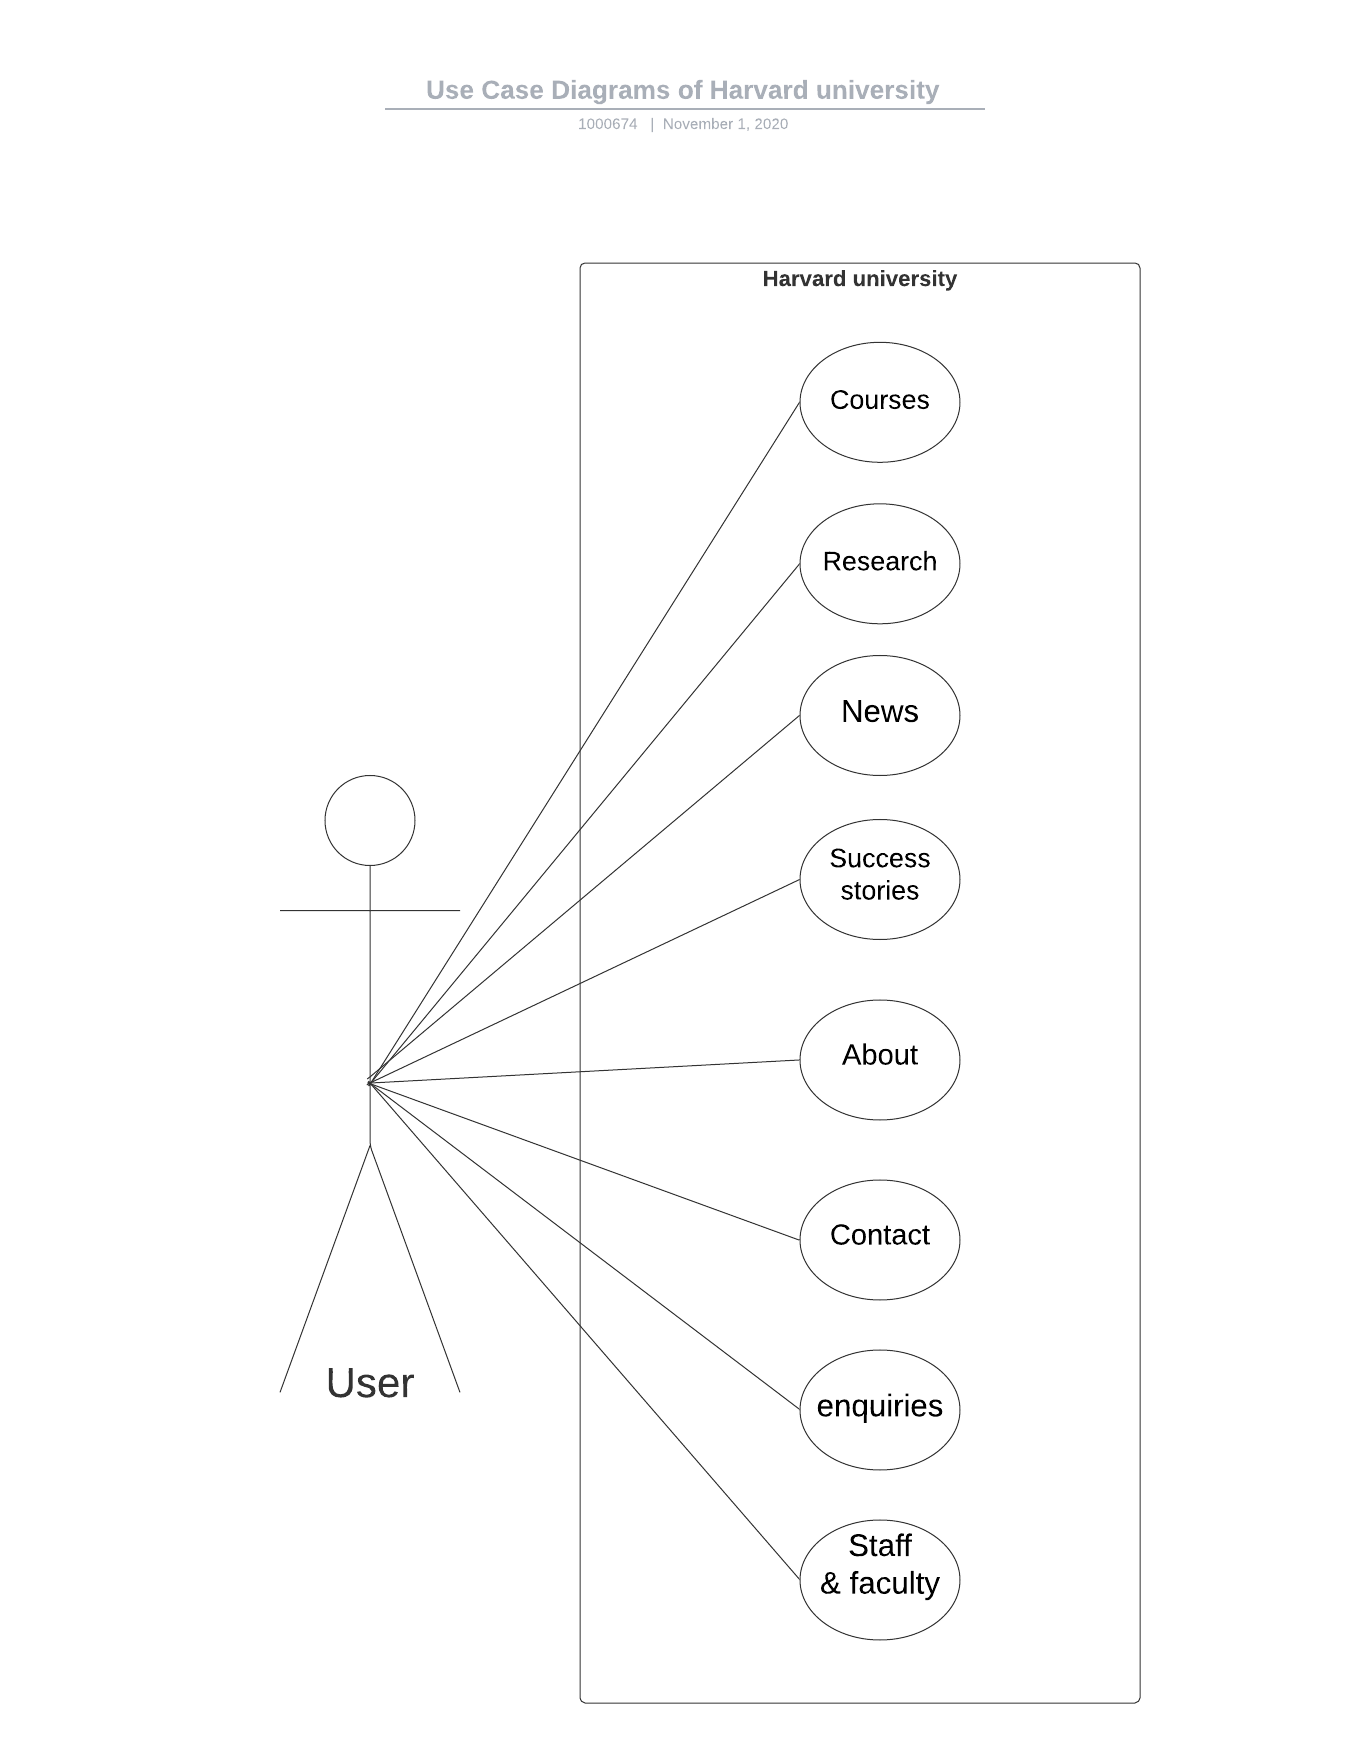 Use Case Diagrams of Harvard university
1000674 | November 1, 2020
Harvard university
Courses
Research
News
Success
stories
About
Contact
User
enquiries
Staff
& faculty